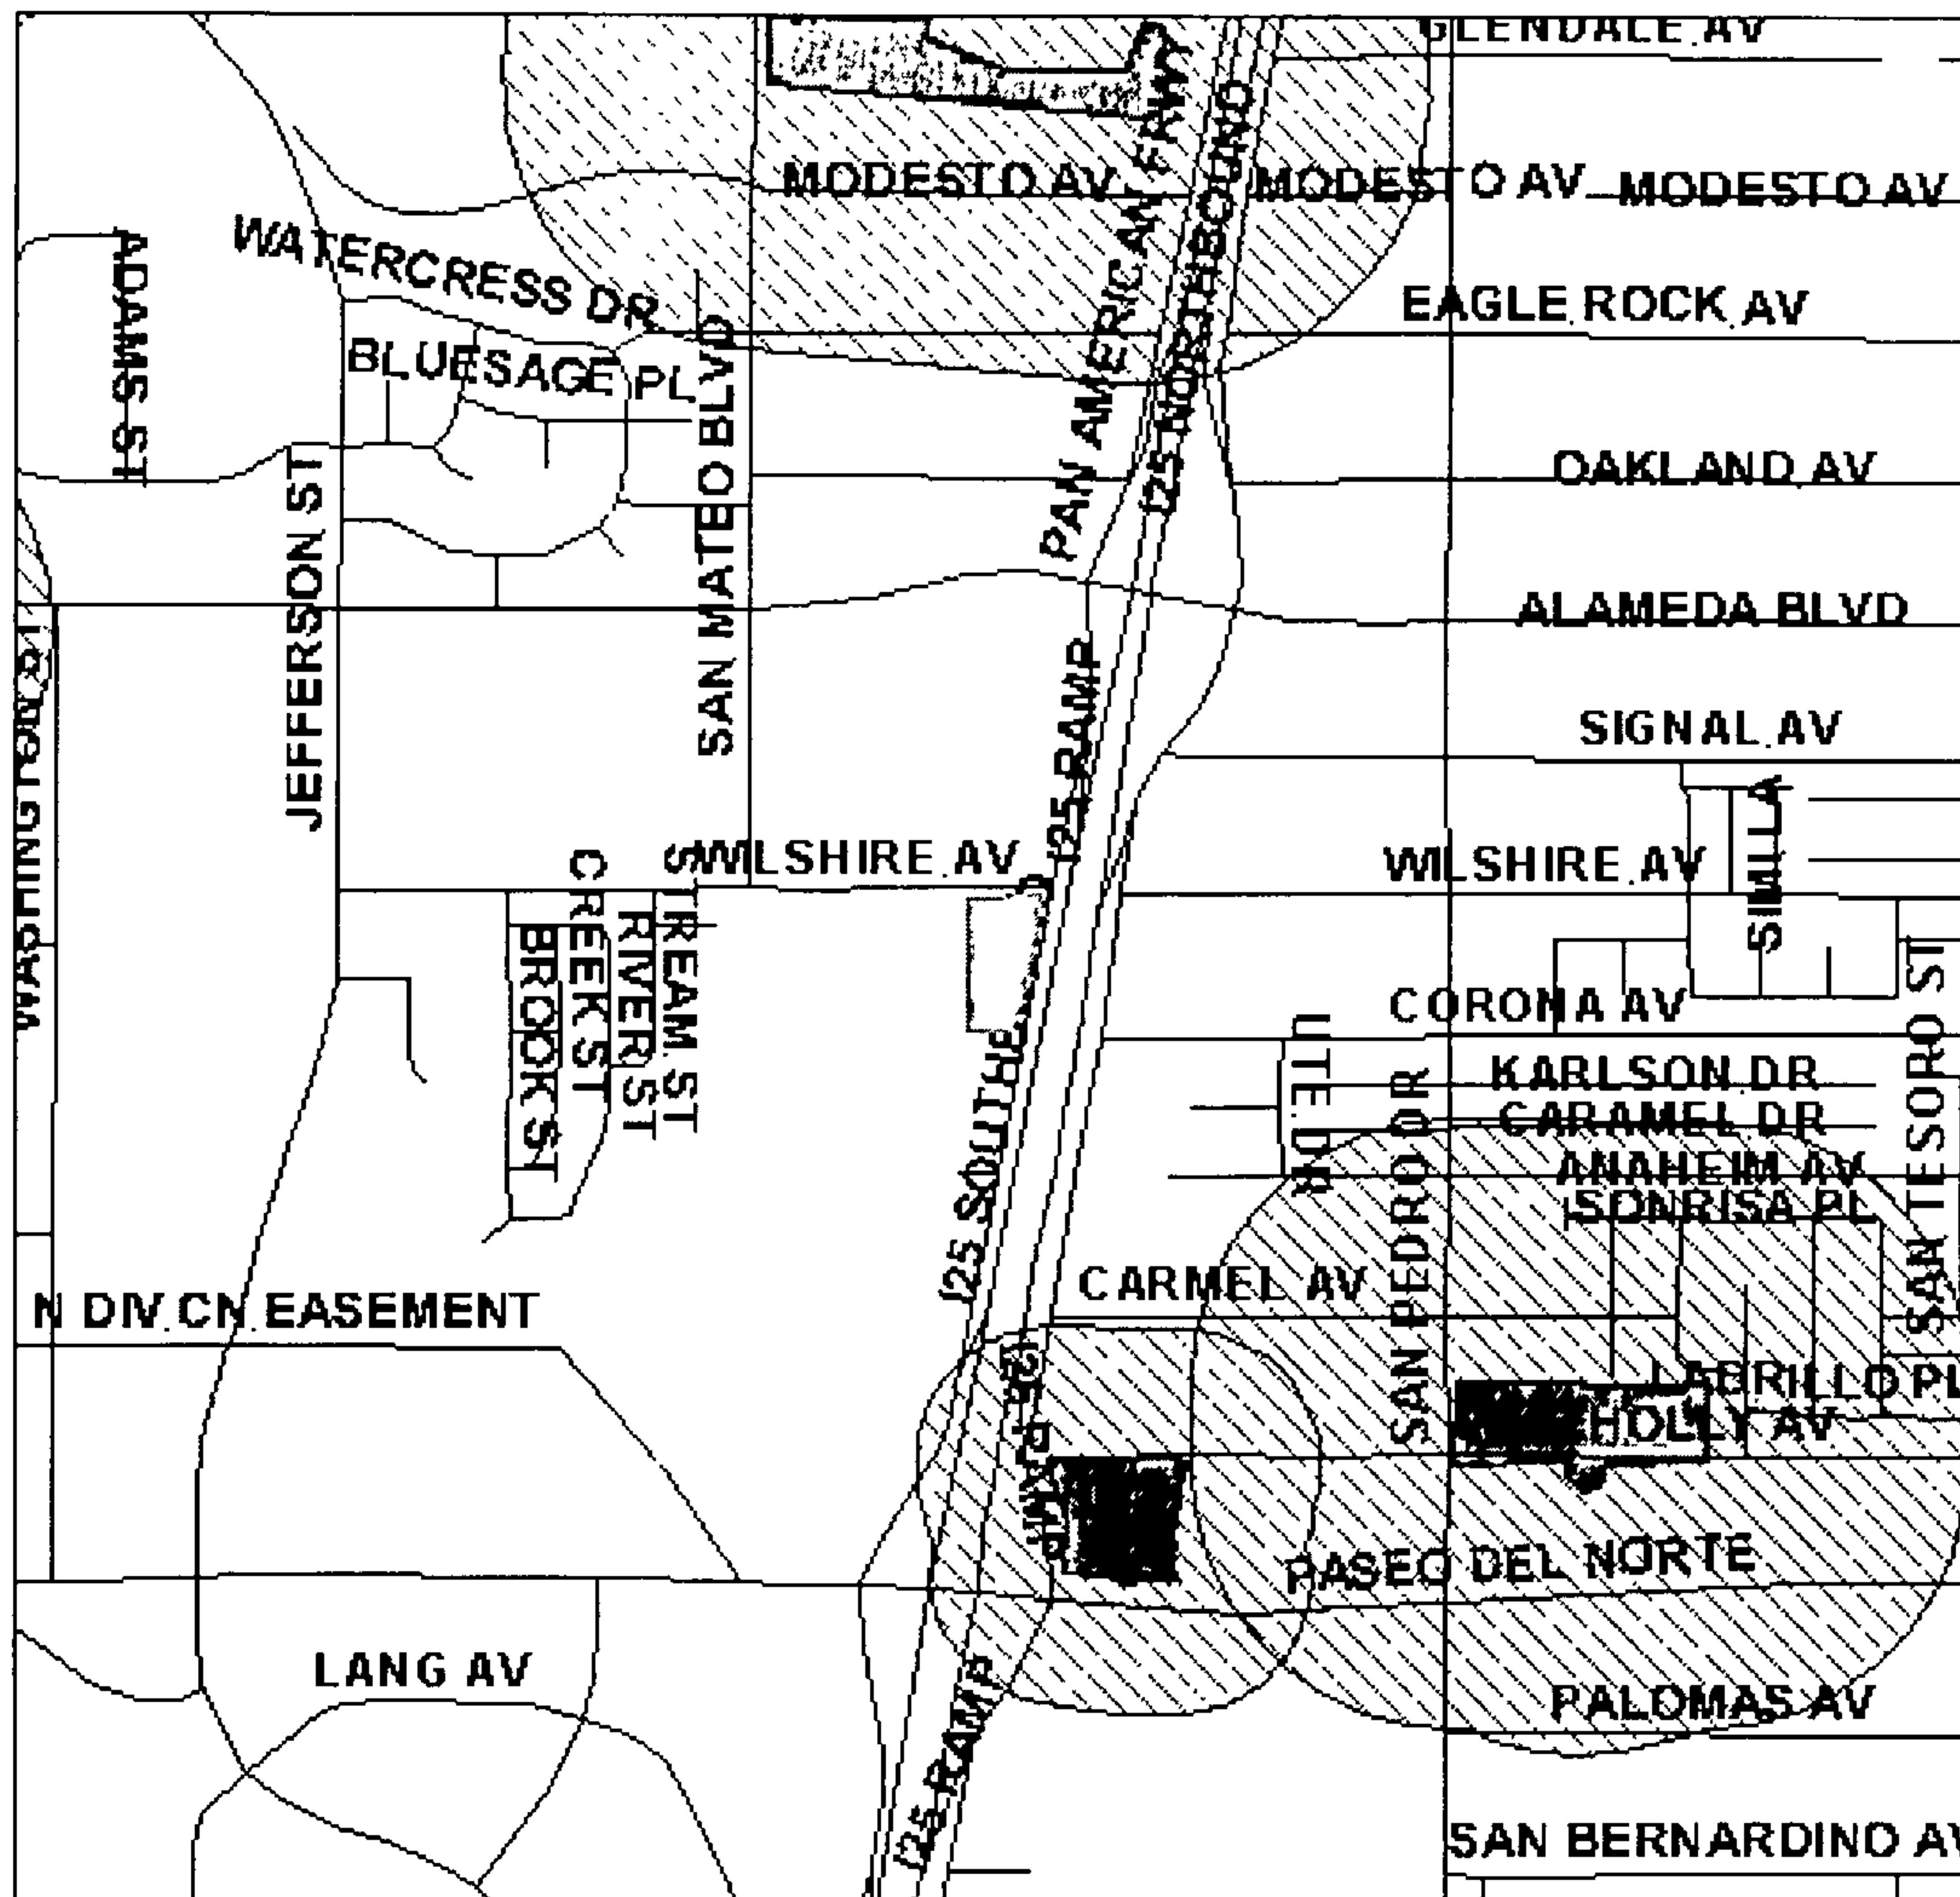 GLENDALE AV
MODESTO AV
MODESTO AV
MODESTO AV
PAN AMERICAN FRWY
I25 NORTHBOUND
WATERCRESS DR
ADAMS ST
EAGLE ROCK AV
BLUESAGE PL
SAN MATEO BLVD
OAKLAND AV
JEFFERSON ST
ALAMEDA BLVD
WASHINGTON ST
I25 RAMP
SIGNAL AV
SIMILLA
WILSHIRE AV
WILSHIRE AV
STREAM ST
CREEK ST
RIVER ST
BROOK ST
CORONA AV
UTE DR
SAN TESORO ST
KARLSON DR
CARAMEL DR
SAN PEDRO DR
ANAHEIM AV
SONRISA PL
I25 SOUTH
CARMEL AV
N DIV CN EASEMENT
I25 RAMP
LABRILLO PL
HOLLY AV
PASEO DEL NORTE
LANG AV
I25 RAMP
PALOMAS AV
SAN BERNARDINO AV